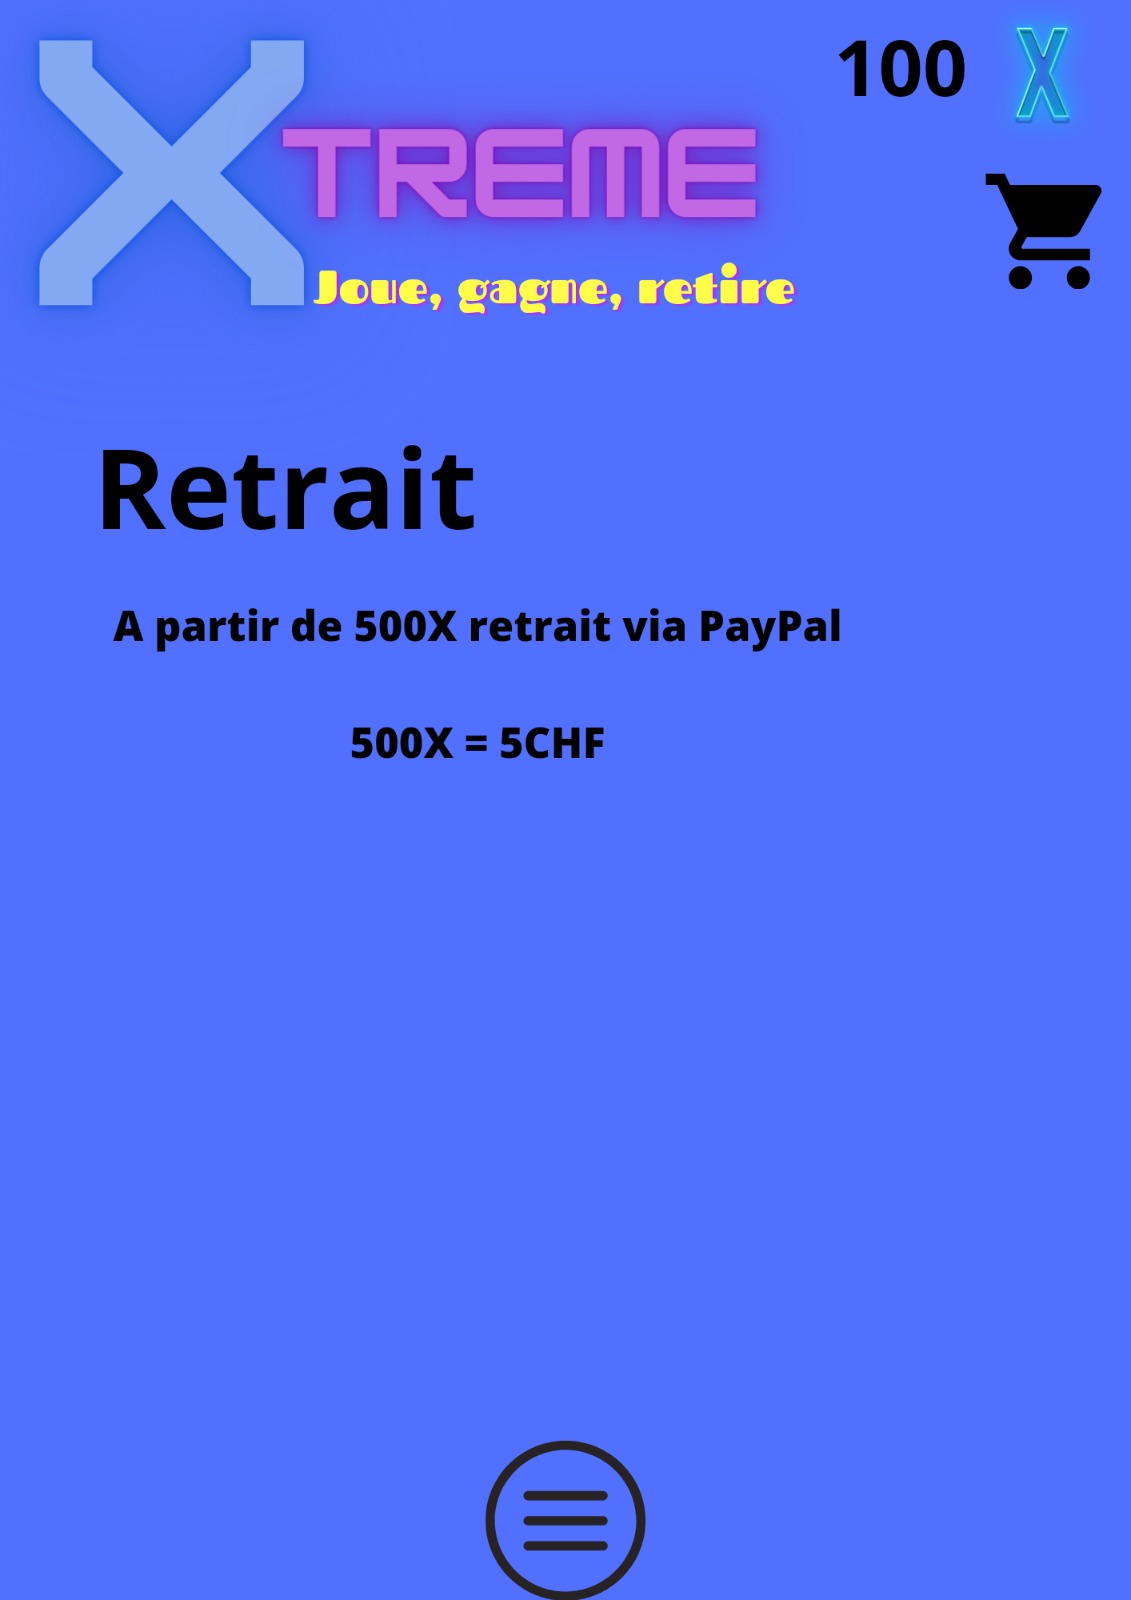 XTREME
100 X
Joue, gagne, retire
Retrait
A partir de 500X retrait via PayPal
500X = 5CHF